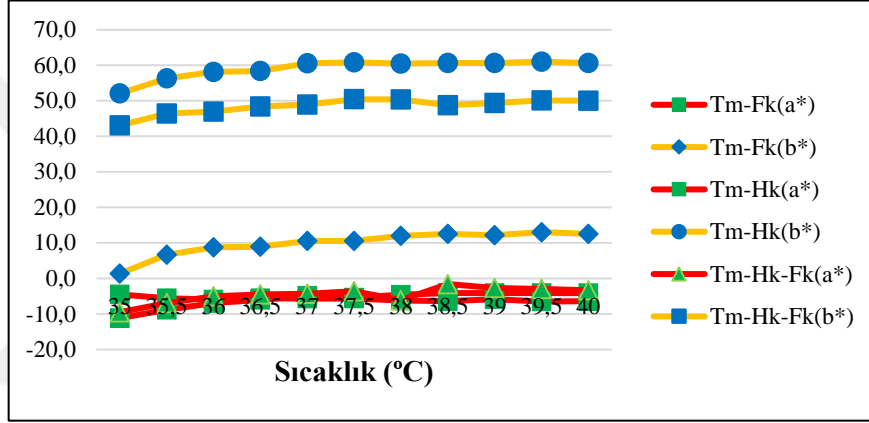 70,0
60,0
50,0
40,0
30,0
20,0
10,0
0,0
-10,0
-20,0
35 35,5 36 36,5 37 37,5 38 38,5 39 39,5 40
Sıcaklık (ºC)
Tm-Fk(a*)
Tm-Fk(b*)
Tm-Hk(a*)
Tm-Hk(b*)
Tm-Hk-Fk(a*)
Tm-Hk-Fk(b*)